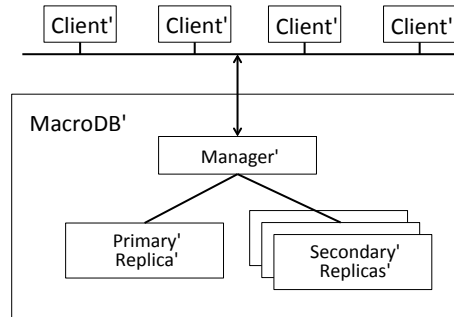 Client' Client' Client' Client'
MacroDB'
Manager'
Primary'
Replica'
Secondary'
Replicas'